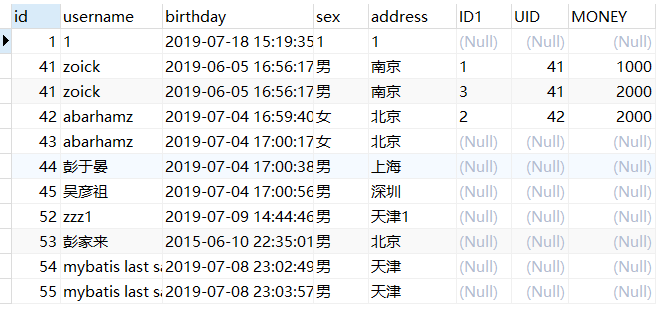 id username birthday sex address ID1 UID MONEY
1 1 2019-07-18 15:19:35 1 1 (Null) (Null) (Null)
41 zoick 2019-06-05 16:56:17 男 南京 1 41 1000
41 zoick 2019-06-05 16:56:17 男 南京 3 41 2000
42 abarhamz 2019-07-04 16:59:40 女 北京 2 42 2000
43 abarhamz 2019-07-04 17:00:17 女 北京 (Null) (Null) (Null)
44 彭于晏 2019-07-04 17:00:38 男 上海 (Null) (Null) (Null)
45 吴彦祖 2019-07-04 17:00:56 男 深圳 (Null) (Null) (Null)
52 zzz1 2019-07-09 14:44:46 男 天津1 (Null) (Null) (Null)
53 彭家来 2015-06-10 22:35:01 男 北京 (Null) (Null) (Null)
54 mybatis last sa 2019-07-08 23:02:49 男 天津 (Null) (Null) (Null)
55 mybatis last sa 2019-07-08 23:03:57 男 天津 (Null) (Null) (Null)